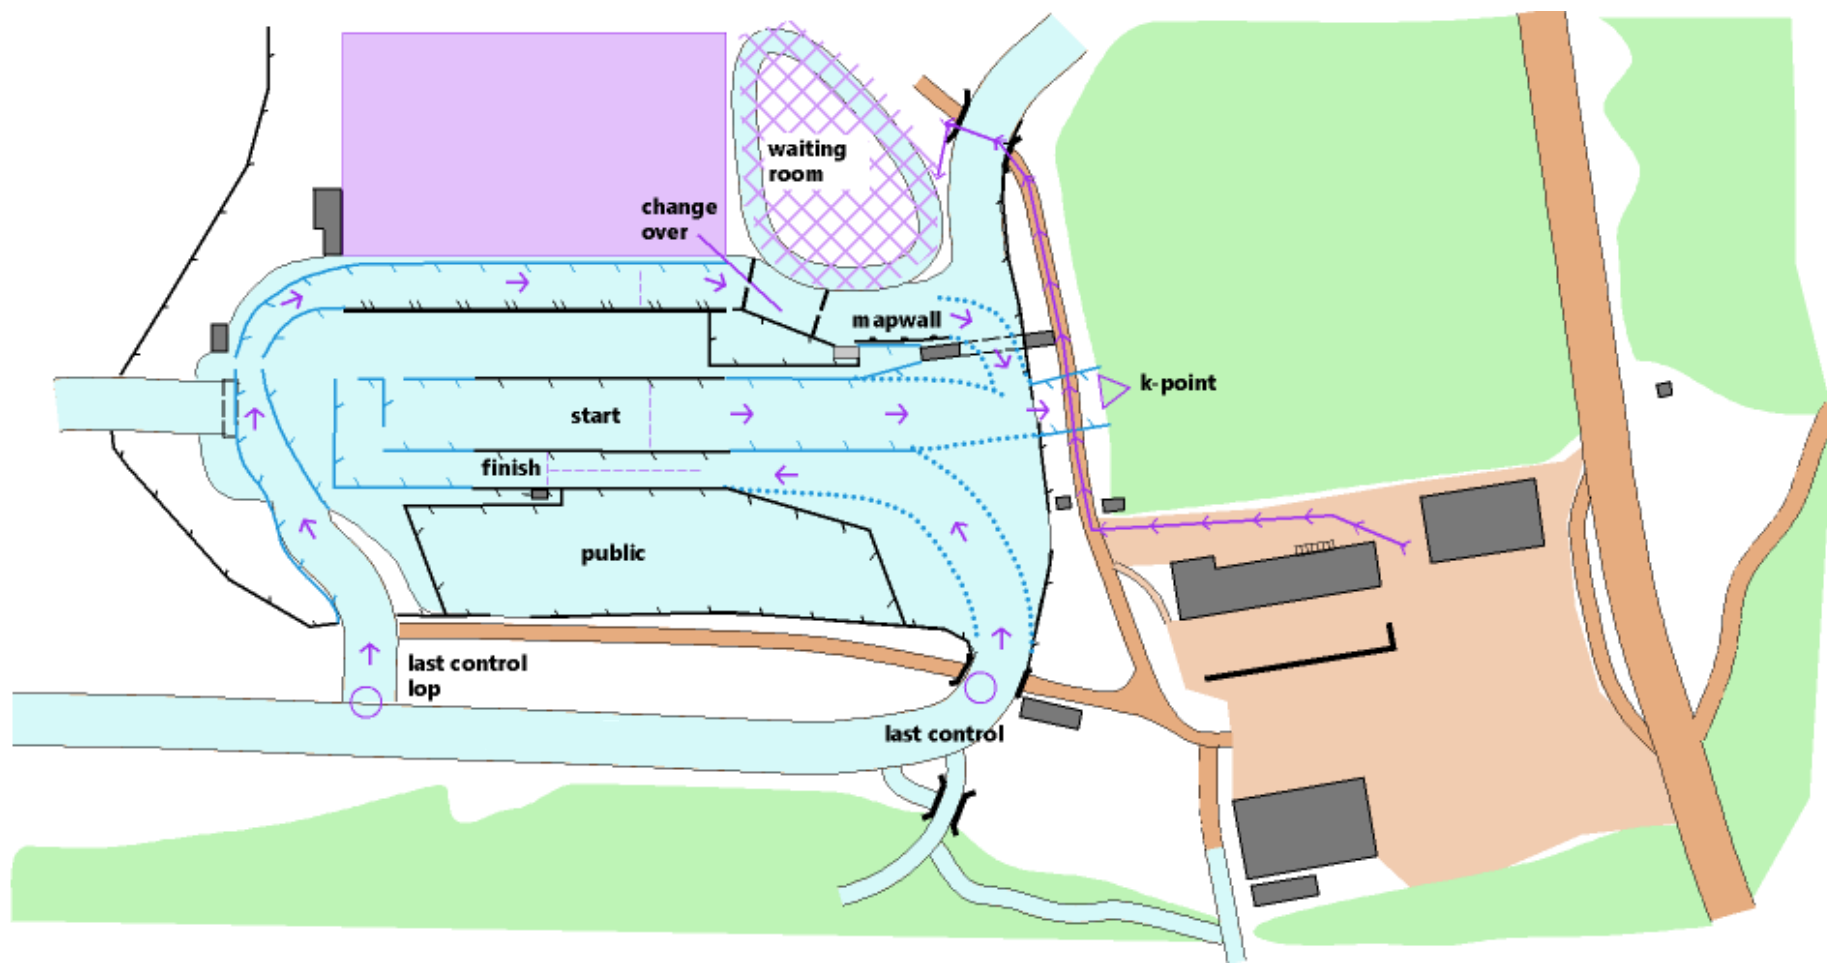 waiting
room
change
over
mapwall
k-point
start
finish
public
last control
lop
last control